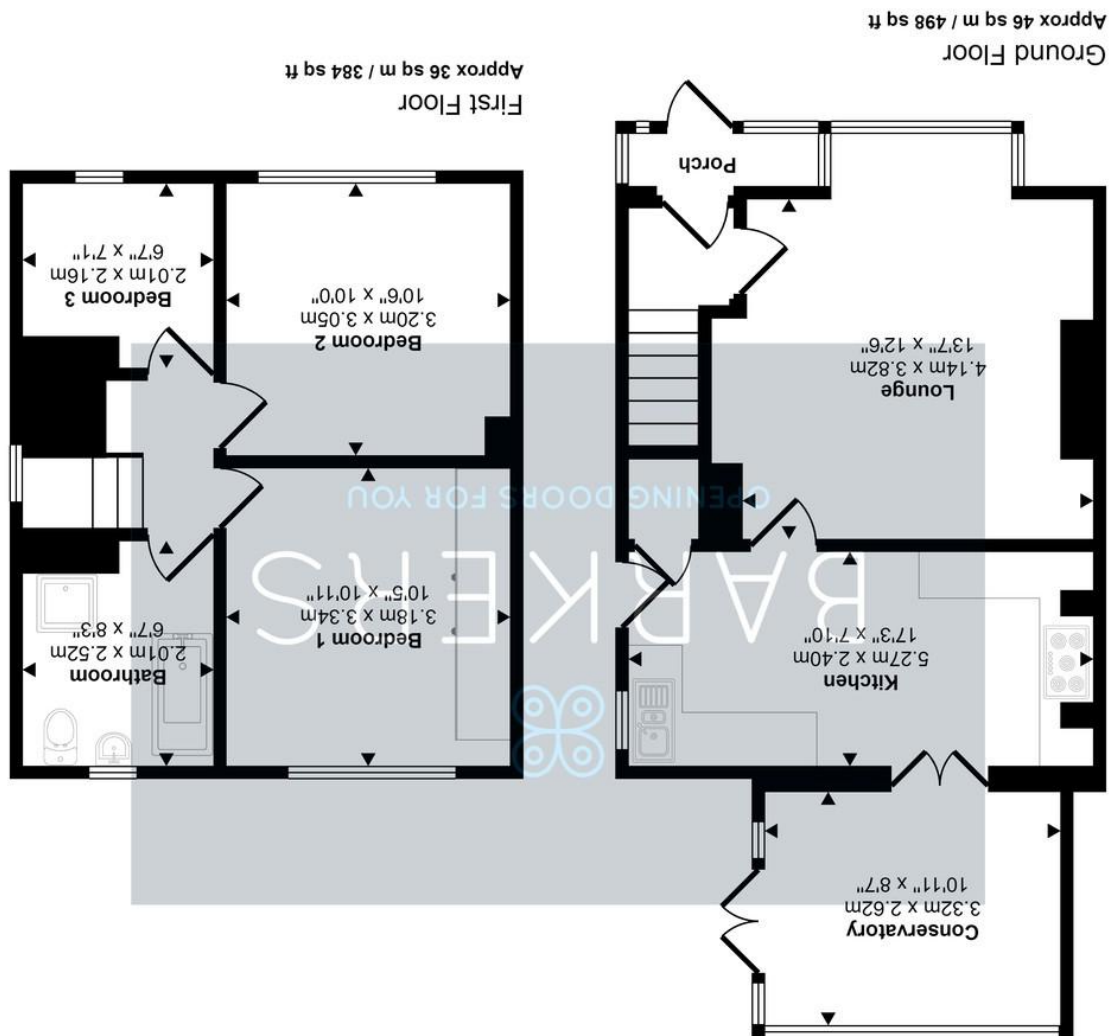 Ground Floor
Approx 46 sq m / 498 sq ft
First Floor
Approx 36 sq m / 384 sq ft
Porch
Lounge
4.14m x 3.82m
13'7" x 12'6"
Kitchen
5.27m x 2.40m
17'3" x 7'10"
Conservatory
3.32m x 2.62m
10'11" x 8'7"
Bedroom 2
3.20m x 3.05m
10'6" x 10'0"
Bedroom 3
2.01m x 2.16m
6'7" x 7'1"
Bedroom 1
3.18m x 3.34m
10'5" x 10'11"
Bathroom
2.01m x 2.52m
6'7" x 8'3"
BARKERS
OPENING DOORS FOR YOU